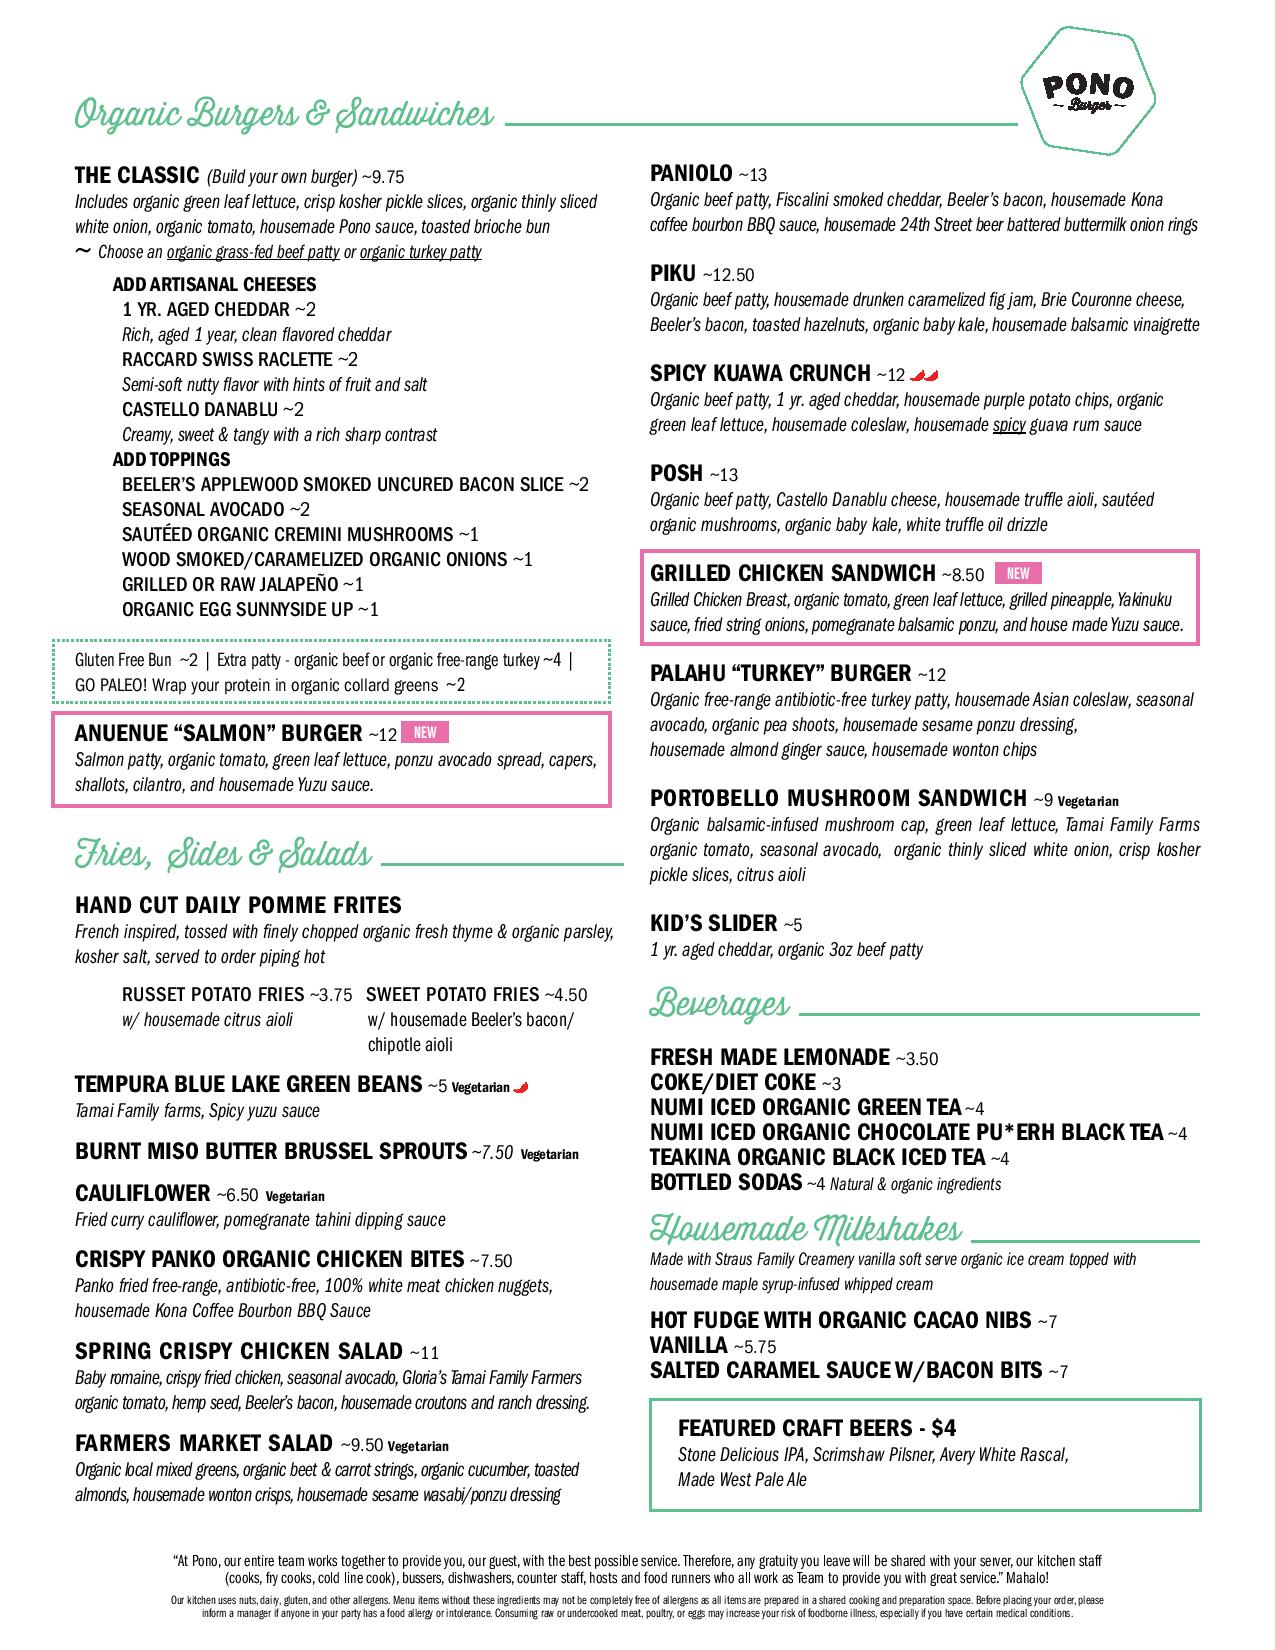 PONO
~ Burger ~
Organic Burgers & Sandwiches
THE CLASSIC (Build your own burger) ~9.75
Includes organic green leaf lettuce, crisp kosher pickle slices, organic thinly sliced
white onion, organic tomato, housemade Pono sauce, toasted brioche bun
~ Choose an organic grass-fed beef patty or organic turkey patty
ADD ARTISANAL CHEESES
1 YR. AGED CHEDDAR ~2
Rich, aged 1 year, clean flavored cheddar
RACCARD SWISS RACLETTE ~2
Semi-soft nutty flavor with hints of fruit and salt
CASTELLO DANABLU ~2
Creamy, sweet & tangy with a rich sharp contrast
ADD TOPPINGS
BEELER'S APPLEWOOD SMOKED UNCURED BACON SLICE ~2
SEASONAL AVOCADO ~2
SAUTÉED ORGANIC CREMINI MUSHROOMS ~1
WOOD SMOKED/CARAMELIZED ORGANIC ONIONS ~1
GRILLED OR RAW JALAPEÑO ~1
ORGANIC EGG SUNNYSIDE UP ~1
Gluten Free Bun ~2 | Extra patty - organic beef or organic free-range turkey ~4 |
GO PALEO! Wrap your protein in organic collard greens ~2
ANUENUE “SALMON” BURGER ~12 NEW
Salmon patty, organic tomato, green leaf lettuce, ponzu avocado spread, capers,
shallots, cilantro, and housemade Yuzu sauce.
Fries, Sides & Salads
HAND CUT DAILY POMME FRITES
French inspired, tossed with finely chopped organic fresh thyme & organic parsley,
kosher salt, served to order piping hot
RUSSET POTATO FRIES ~3.75
w/ housemade citrus aioli
SWEET POTATO FRIES ~4.50
w/ housemade Beeler's bacon/
chipotle aioli
TEMPURA BLUE LAKE GREEN BEANS ~5 Vegetarian
Tamai Family farms, Spicy yuzu sauce
BURNT MISO BUTTER BRUSSEL SPROUTS ~7.50 Vegetarian
CAULIFLOWER ~6.50 Vegetarian
Fried curry cauliflower, pomegranate tahini dipping sauce
CRISPY PANKO ORGANIC CHICKEN BITES ~7.50
Panko fried free-range, antibiotic-free, 100% white meat chicken nuggets,
housemade Kona Coffee Bourbon BBQ Sauce
SPRING CRISPY CHICKEN SALAD ~11
Baby romaine, crispy fried chicken, seasonal avocado, Gloria's Tamai Family Farmers
organic tomato, hemp seed, Beeler's bacon, housemade croutons and ranch dressing.
FARMERS MARKET SALAD ~9.50 Vegetarian
Organic local mixed greens, organic beet & carrot strings, organic cucumber, toasted
almonds, housemade wonton crisps, housemade sesame wasabi/ponzu dressing
PANIOLO ~13
Organic beef patty, Fiscalini smoked cheddar, Beeler's bacon, housemade Kona
coffee bourbon BBQ sauce, housemade 24th Street beer battered buttermilk onion rings
PIKU ~12.50
Organic beef patty, housemade drunken caramelized fig jam, Brie Couronne cheese,
Beeler's bacon, toasted hazelnuts, organic baby kale, housemade balsamic vinaigrette
SPICY KUAWA CRUNCH ~12
Organic beef patty, 1 yr. aged cheddar, housemade purple potato chips, organic
green leaf lettuce, housemade coleslaw, housemade spicy guava rum sauce
POSH ~13
Organic beef patty, Castello Danablu cheese, housemade truffle aioli, sautéed
organic mushrooms, organic baby kale, white truffle oil drizzle
GRILLED CHICKEN SANDWICH ~8.50 NEW
Grilled Chicken Breast, organic tomato, green leaf lettuce, grilled pineapple, Yakinuku
sauce, fried string onions, pomegranate balsamic ponzu, and house made Yuzu sauce.
PALAHU “TURKEY” BURGER ~12
Organic free-range antibiotic-free turkey patty, housemade Asian coleslaw, seasonal
avocado, organic pea shoots, housemade sesame ponzu dressing,
housemade almond ginger sauce, housemade wonton chips
PORTOBELLO MUSHROOM SANDWICH ~9 Vegetarian
Organic balsamic-infused mushroom cap, green leaf lettuce, Tamai Family Farms
organic tomato, seasonal avocado, organic thinly sliced white onion, crisp kosher
pickle slices, citrus aioli
KID'S SLIDER ~5
1 yr. aged cheddar, organic 3oz beef patty
Beverages
FRESH MADE LEMONADE ~3.50
COKE/DIET COKE ~3
NUMI ICED ORGANIC GREEN TEA ~4
NUMI ICED ORGANIC CHOCOLATE PU*ERH BLACK TEA ~4
TEAKINA ORGANIC BLACK ICED TEA ~4
BOTTLED SODAS ~4 Natural & organic ingredients
Housemade Milkshakes
Made with Straus Family Creamery vanilla soft serve organic ice cream topped with
housemade maple syrup-infused whipped cream
HOT FUDGE WITH ORGANIC CACAO NIBS ~7
VANILLA ~5.75
SALTED CARAMEL SAUCE W/BACON BITS ~7
FEATURED CRAFT BEERS - $4
Stone Delicious IPA, Scrimshaw Pilsner, Avery White Rascal,
Made West Pale Ale
“At Pono, our entire team works together to provide you, our guest, with the best possible service. Therefore, any gratuity you leave will be shared with your server, our kitchen staff
(cooks, fry cooks, cold line cook), bussers, dishwashers, counter staff, hosts and food runners who all work as Team to provide you with great service.” Mahalo!
Our kitchen uses nuts, dairy, gluten, and other allergens. Menu items without these ingredients may not be completely free of allergens as all items are prepared in a shared cooking and preparation space. Before placing your order, please
inform a manager if anyone in your party has a food allergy or intolerance. Consuming raw or undercooked meat, poultry, or eggs may increase your risk of foodborne illness, especially if you have certain medical conditions.